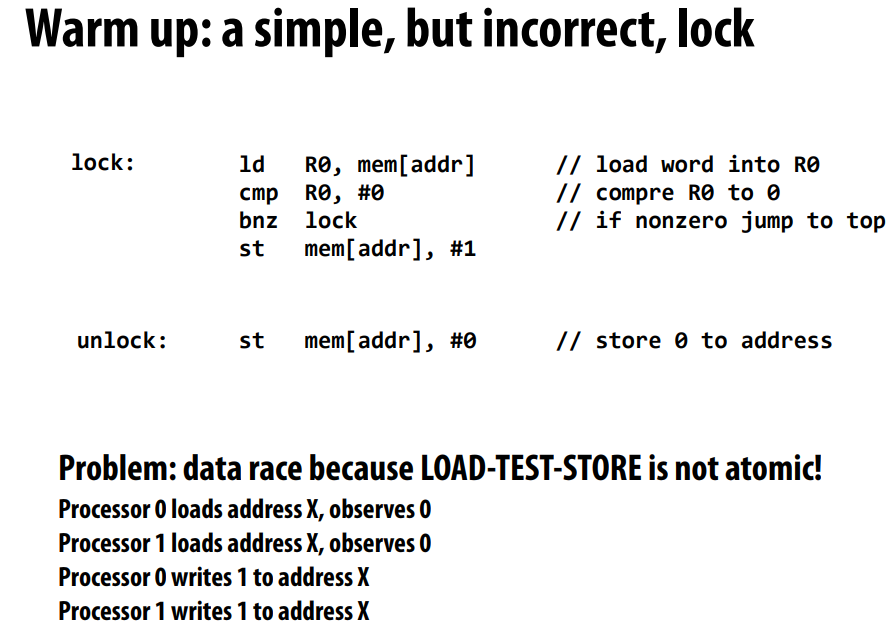 Warm up: a simple, but incorrect, lock
lock: ld R0, mem[addr] // load word into R0
cmp R0, #0 // compre R0 to 0
bnz lock // if nonzero jump to top
st mem[addr], #1
unlock: st mem[addr], #0 // store 0 to address
Problem: data race because LOAD-TEST-STORE is not atomic!
Processor 0 loads address X, observes 0
Processor 1 loads address X, observes 0
Processor 0 writes 1 to address X
Processor 1 writes 1 to address X